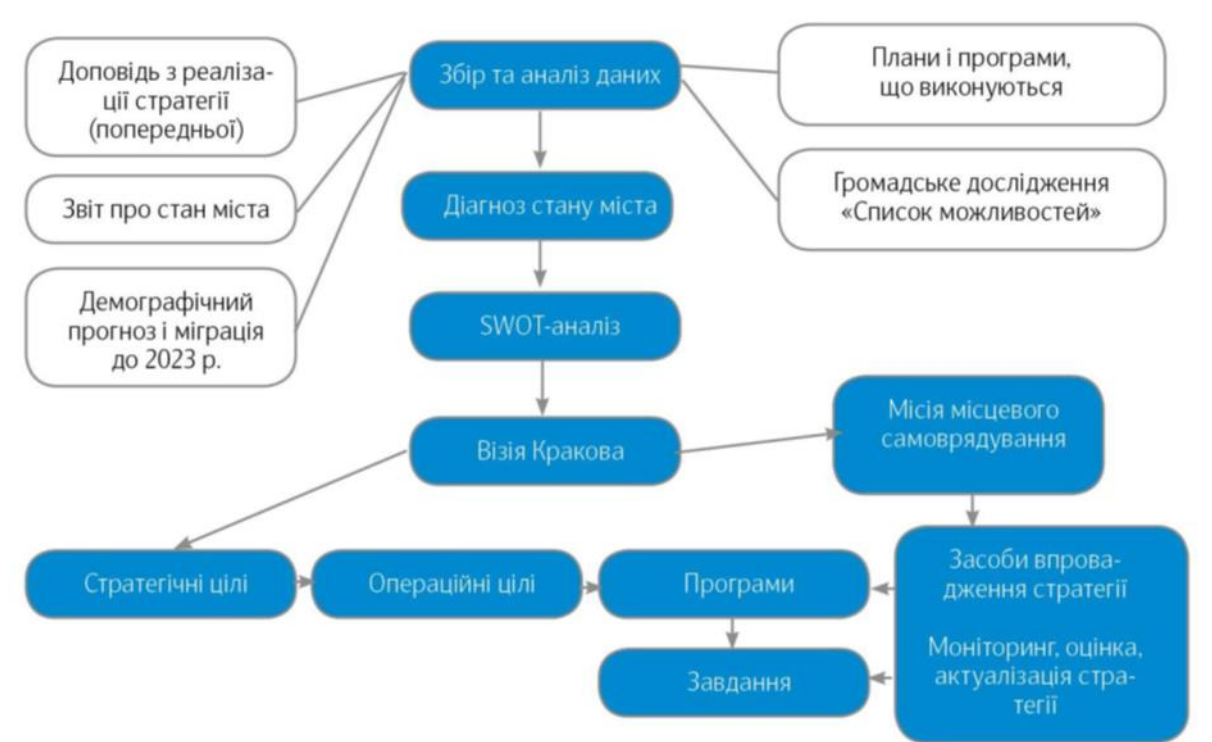 Доповідь з реаліза-
ції стратегії
(попередньої)
Збір та аналіз даних
Плани і програми,
що виконуються
Звіт про стан міста
Діагноз стану міста
Громадське дослідження
«Список можливостей»
Демографічний
прогноз і міграція
до 2023 р.
SWOT-аналіз
Візія Кракова
Місія місцевого
самоврядування
Стратегічні цілі
Операційні цілі
Програми
Засоби впрова-
дження стратегії
Моніторинг, оцінка,
актуалізація стра-
тегії
Завдання